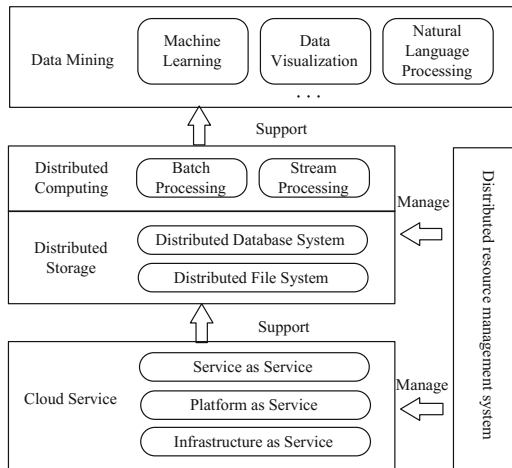 Data Mining
Machine
Learning
Data
Visualization
Natural
Language
Processing
. . .
Support
Distributed
Computing
Batch
Processing
Stream
Processing
Distributed
Storage
Distributed Database System
Distributed File System
Manage
Distributed resource management system
Support
Cloud Service
Service as Service
Platform as Service
Infrastructure as Service
Manage